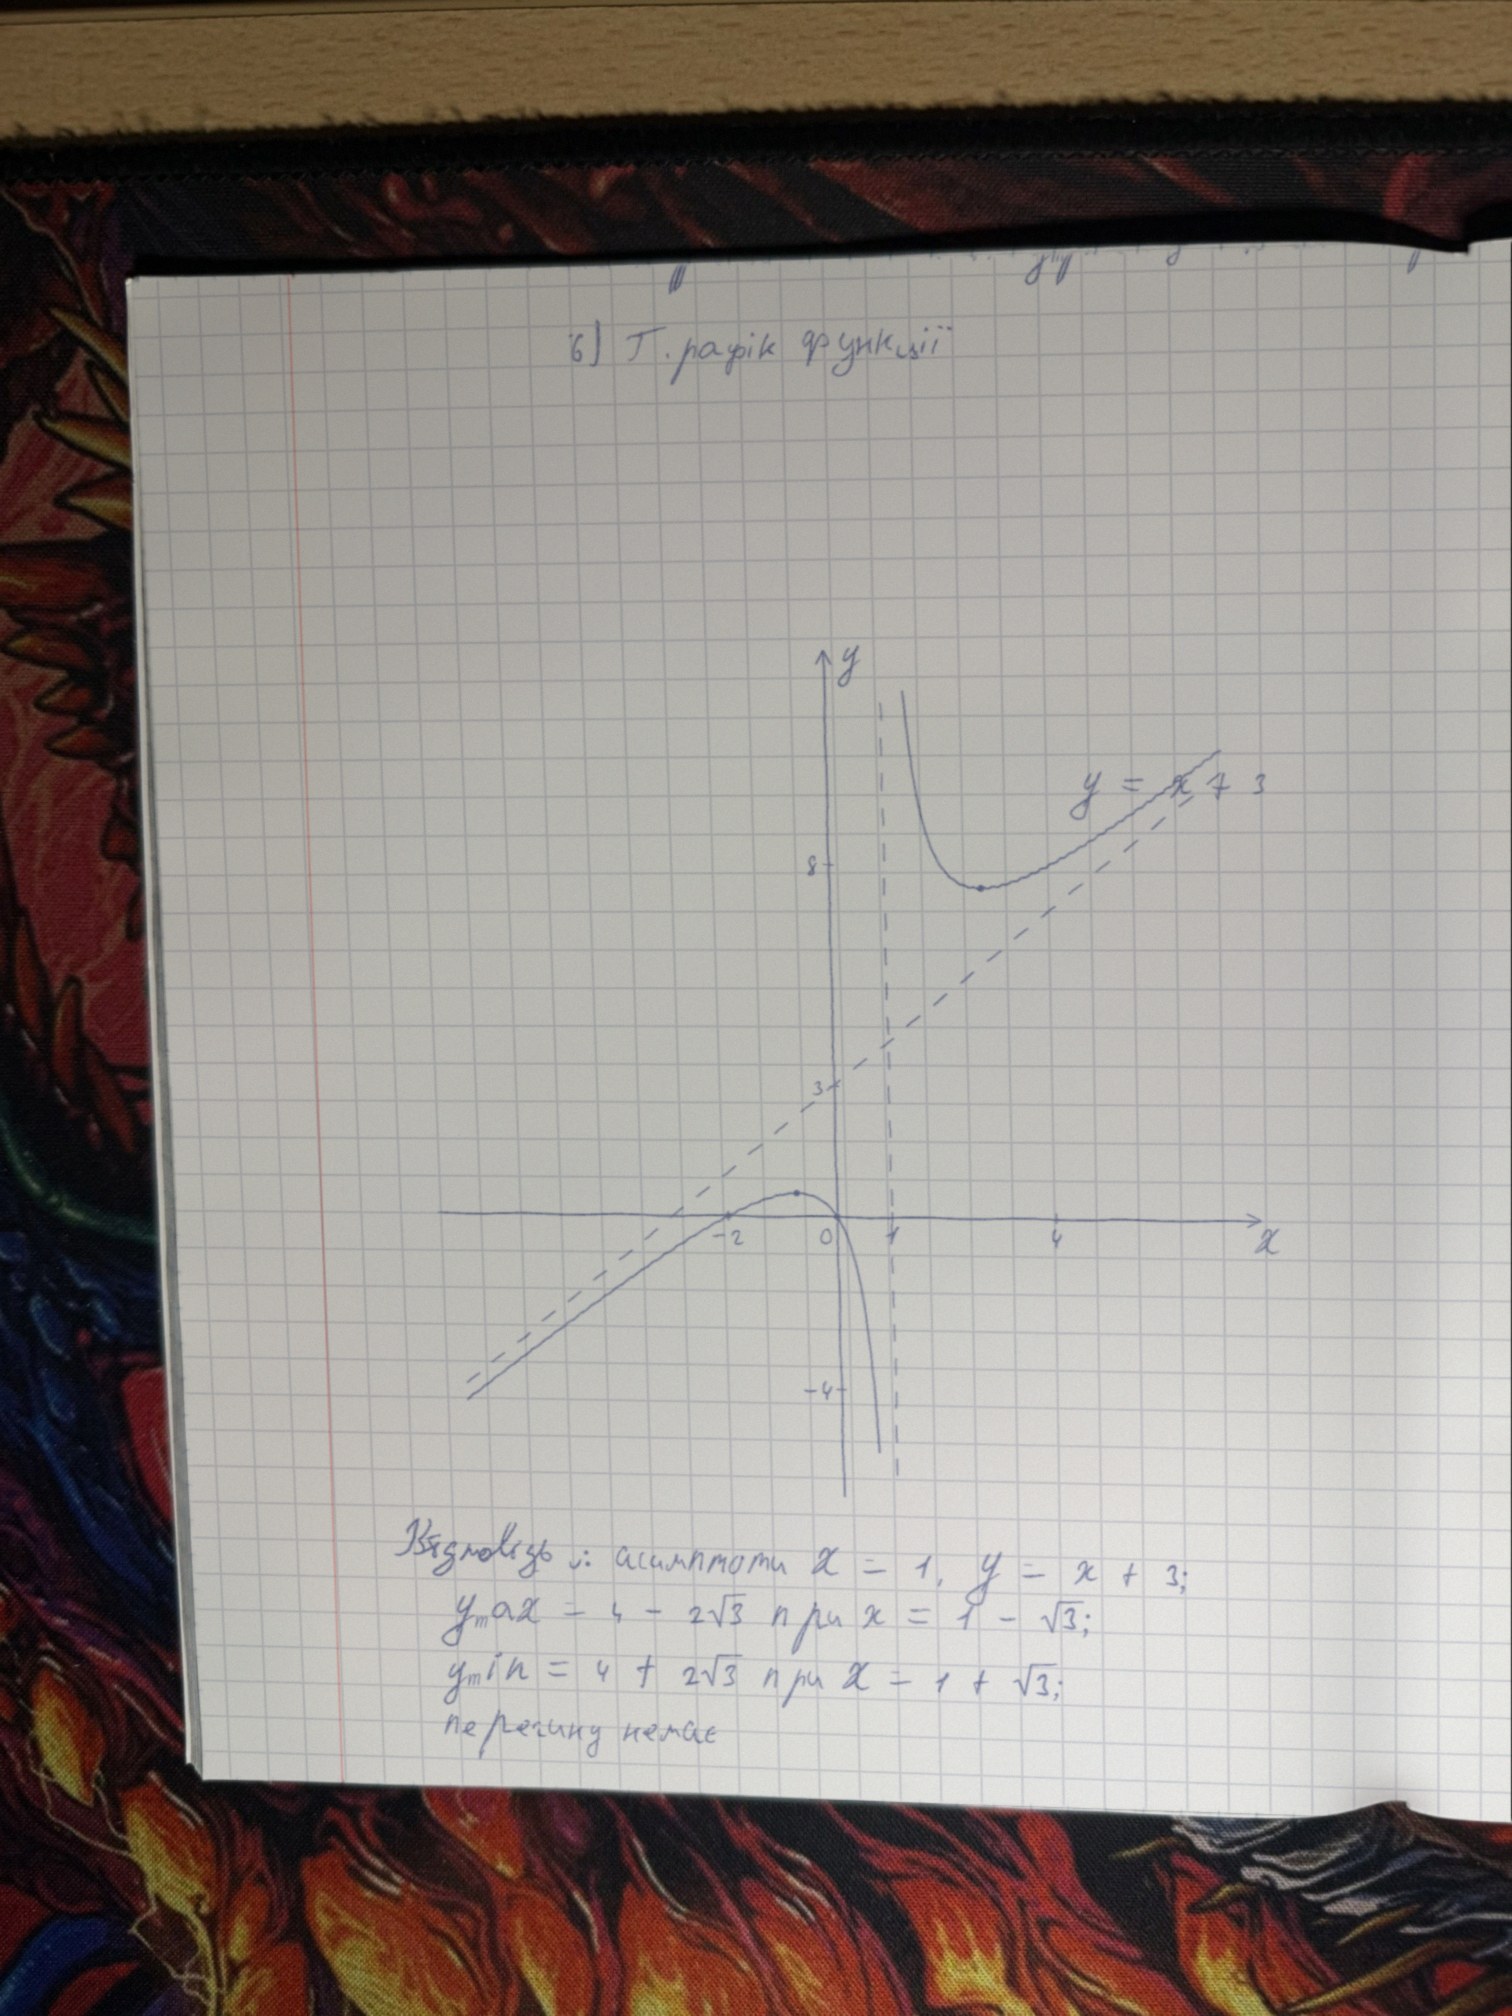 6) Графік функції
y
y = x + 3
8
3
-2 0 1 4 x
-4
Відповідь: асимптоти x = 1, y = x + 3;
ymax = 4 - 2√3 при x = 1 - √3;
ymin = 4 + 2√3 при x = 1 + √3;
перегину немає